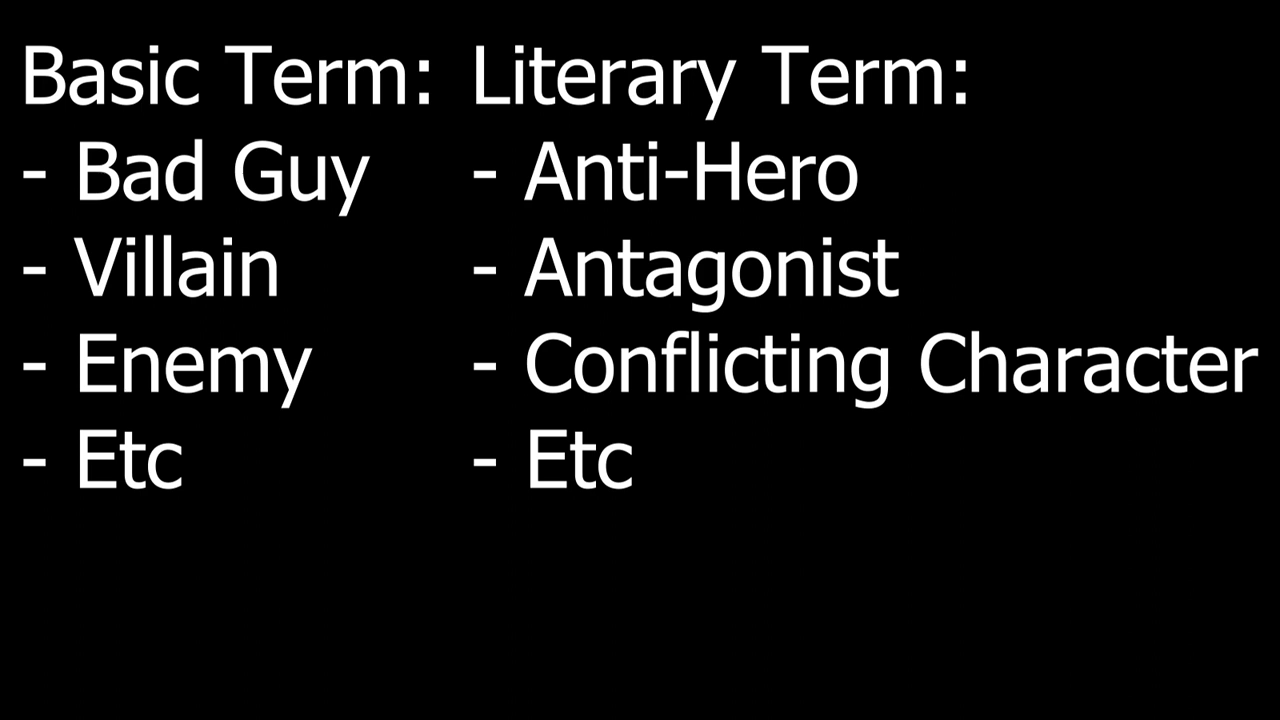 Basic Term: Literary Term:
- Bad Guy - Anti-Hero
- Villain - Antagonist
- Enemy - Conflicting Character
- Etc - Etc